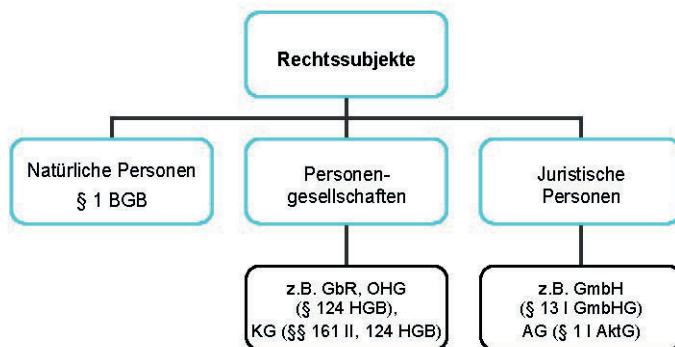 Rechtssubjekte
Natürliche Personen
§ 1 BGB
Personen-
gesellschaften
Juristische
Personen
z.B. GbR, OHG
(§ 124 HGB),
KG (§§ 161 II, 124 HGB)
z.B. GmbH
(§ 13 I GmbHG)
AG (§ 1 I AktG)